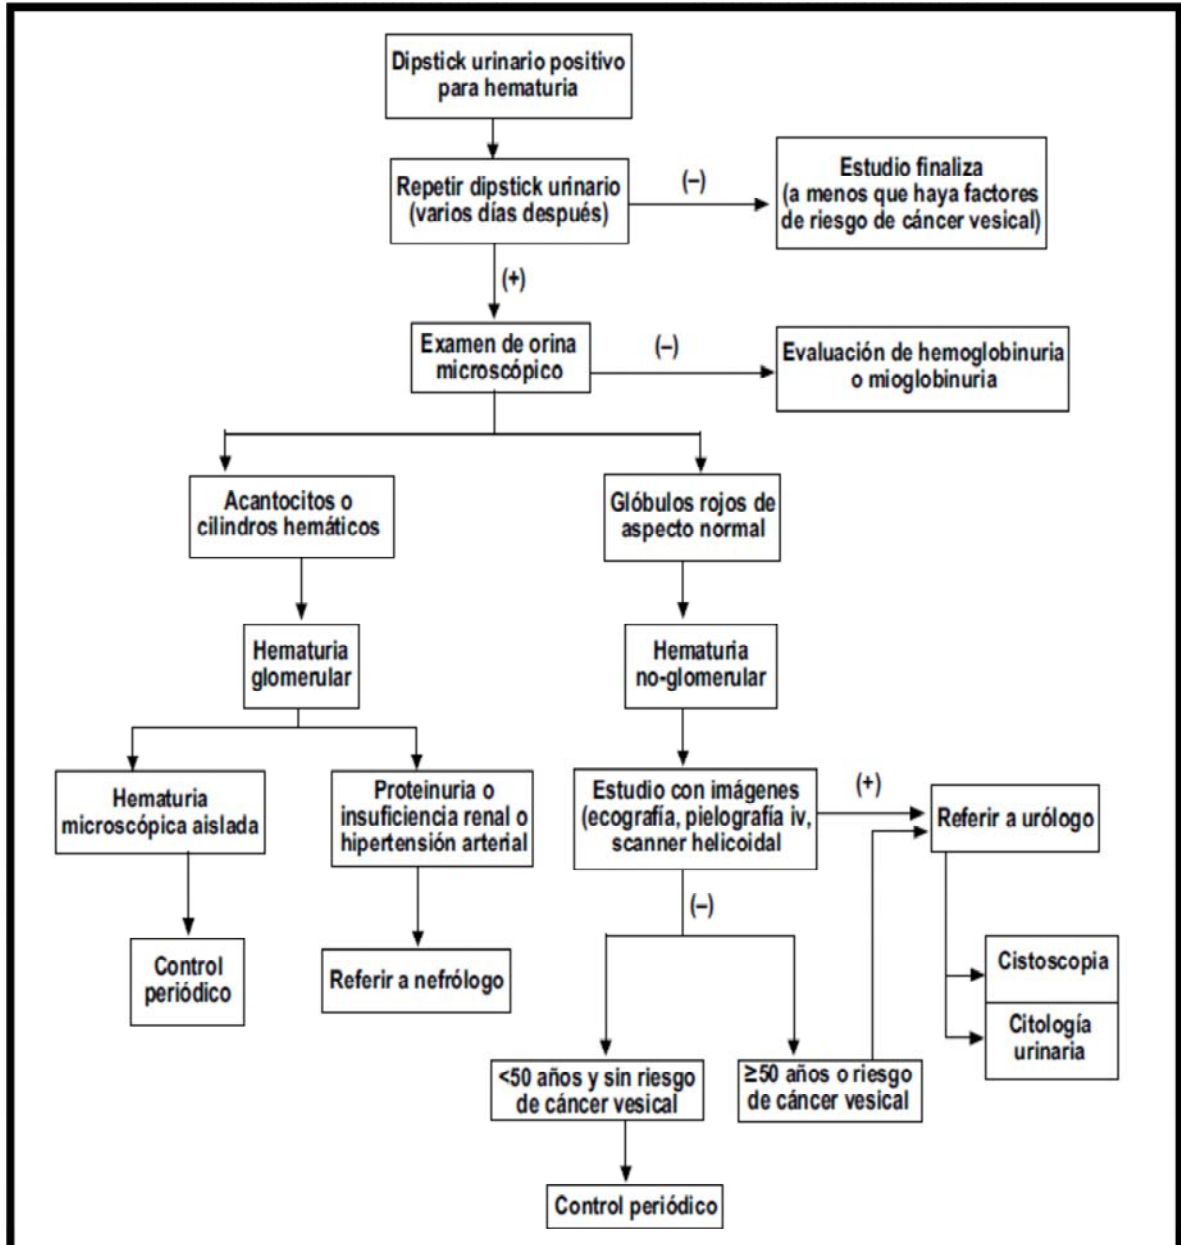 Dipstick urinario positivo
para hematuria
Repetir dipstick urinario
(varios días después)
(–)
Estudio finaliza
(a menos que haya factores
de riesgo de cáncer vesical)
(+)
Examen de orina
microscópico
(–)
Evaluación de hemoglobinuria
o mioglobinuria
Acantocitos o
cilindros hemáticos
Glóbulos rojos de
aspecto normal
Hematuria
glomerular
Hematuria
no-glomerular
Hematuria
microscópica aislada
Proteinuria o
insuficiencia renal o
hipertensión arterial
Estudio con imágenes
(ecografía, pielografía iv,
scanner helicoidal
(+)
Referir a urólogo
(–)
Control
periódico
Referir a nefrólogo
Cistoscopia
Citología
urinaria
<50 años y sin riesgo
de cáncer vesical
≥50 años o riesgo
de cáncer vesical
Control periódico